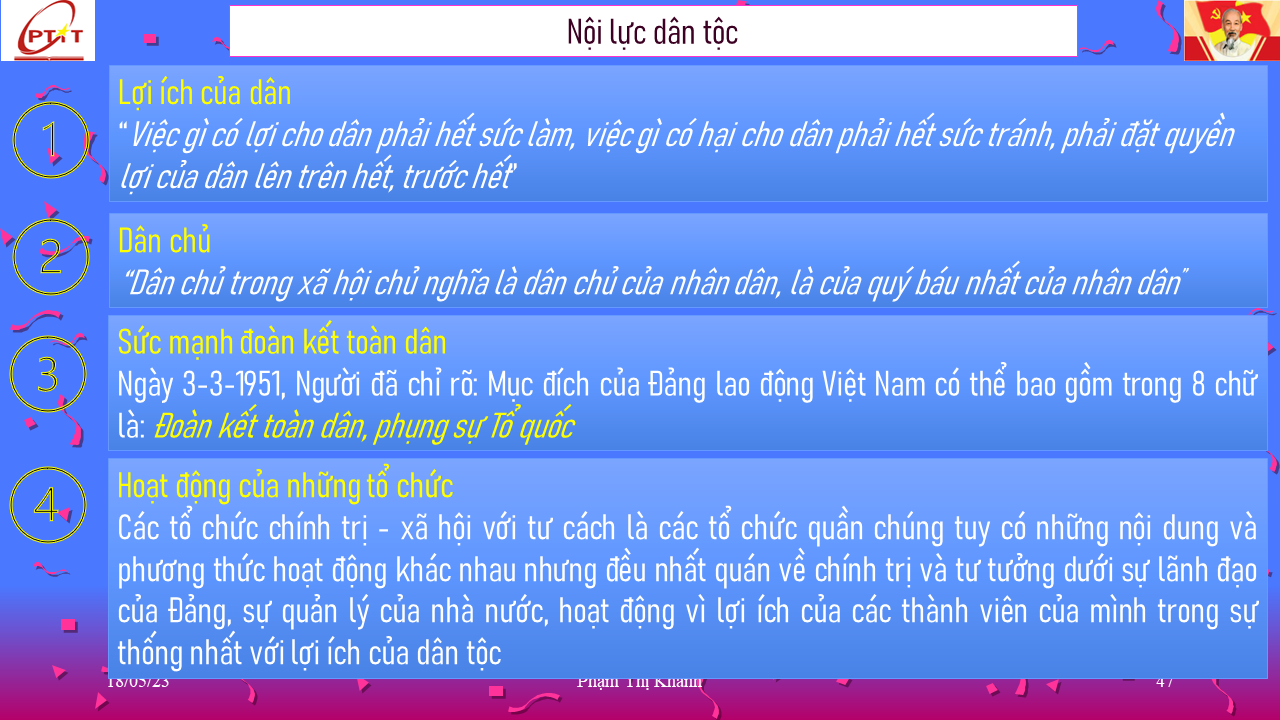 PTIT
Nội lực dân tộc
1
Lợi ích của dân
“Việc gì có lợi cho dân phải hết sức làm, việc gì có hại cho dân phải hết sức tránh, phải đặt quyền
lợi của dân lên trên hết, trước hết”
2
Dân chủ
“Dân chủ trong xã hội chủ nghĩa là dân chủ của nhân dân, là của quý báu nhất của nhân dân”
3
Sức mạnh đoàn kết toàn dân
Ngày 3-3-1951, Người đã chỉ rõ: Mục đích của Đảng lao động Việt Nam có thể bao gồm trong 8 chữ
là: Đoàn kết toàn dân, phụng sự Tổ quốc
4
Hoạt động của những tổ chức
Các tổ chức chính trị - xã hội với tư cách là các tổ chức quần chúng tuy có những nội dung và
phương thức hoạt động khác nhau nhưng đều nhất quán về chính trị và tư tưởng dưới sự lãnh đạo
của Đảng, sự quản lý của nhà nước, hoạt động vì lợi ích của các thành viên của mình trong sự
thống nhất với lợi ích của dân tộc
18/05/23 Phạm Thị Khánh 47